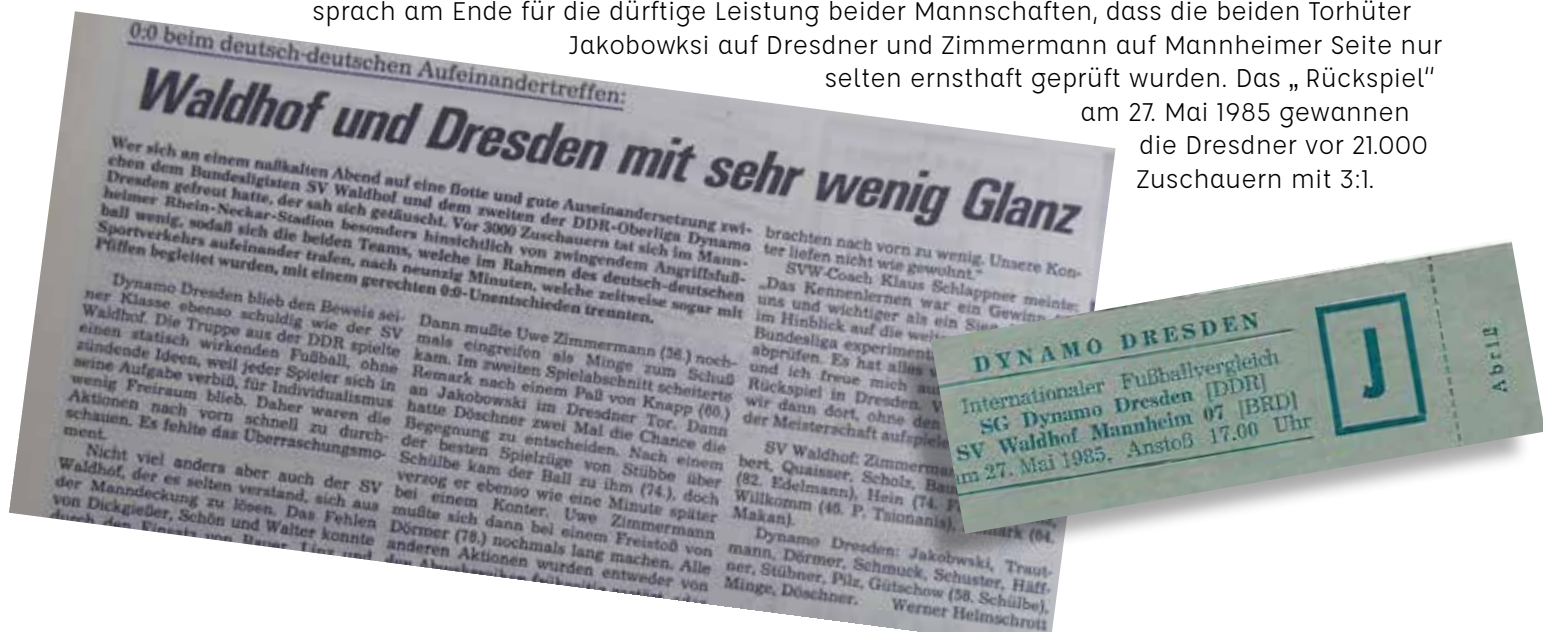 sprach am Ende für die dürftige Leistung beider Mannschaften, dass die beiden Torhüter
Jakobowksi auf Dresdner und Zimmermann auf Mannheimer Seite nur
selten ernsthaft geprüft wurden. Das „ Rückspiel“
am 27. Mai 1985 gewannen
die Dresdner vor 21.000
Zuschauern mit 3:1.
0:0 beim deutsch-deutschen Aufeinandertreffen:
Waldhof und Dresden mit sehr wenig Glanz
Wer sich an einem naßkalten Abend auf eine flotte und gute Auseinandersetzung zwi-
chen dem Bundesligisten SV Waldhof und dem zweiten der DDR-Oberliga Dynamo
Dresden gefreut hatte, der sah sich getäuscht. Vor 3000 Zuschauern tat sich im Mann-
heimer Rhein-Neckar-Stadion besonders hinsichtlich von zwingendem Angriffsfuß-
ball wenig, sodaß sich die beiden Teams, welche im Rahmen des deutsch-deutschen
Sportverkehrs aufeinander trafen, nach neunzig Minuten, welche zeitweise sogar mit
Pfiffen begleitet wurden, mit einem gerechten 0:0-Unentschieden trennten.
Dynamo Dresden blieb den Beweis sei-
ner Klasse ebenso schuldig wie der SV
Waldhof. Die Truppe aus der DDR spielte
einen statisch wirkenden Fußball, ohne
zündende Ideen, weil jeder Spieler sich in
seine Aufgabe verbiß, für Individualismus
wenig Freiraum blieb. Daher waren die
Aktionen nach vorn schnell zu durch-
schauen. Es fehlte das Überraschungsmo-
ment.
Nicht viel anders aber auch der SV
Waldhof, der es selten verstand, sich aus
der Manndeckung zu lösen. Das Fehlen
von Dickgießer, Schön und Walter konnte
durch den Einsatz von und
Dann mußte Uwe Zimmermann (36.) noch-
mals eingreifen als Minge zum Schuß
kam. Im zweiten Spielabschnitt scheiterte
Remark nach einem Paß von Knapp (60.)
an Jakobowski im Dresdner Tor. Dann
hatte Döschner zwei Mal die Chance die
Begegnung zu entscheiden. Nach einem
der besten Spielzüge von Stübbe über
Schülbe kam der Ball zu ihm (74.), doch
verzog er ebenso wie eine Minute später
bei einem Konter. Uwe Zimmermann
mußte sich dann bei einem Freistoß von
Dörmer (78.) nochmals lang machen. Alle
anderen Aktionen wurden entweder von
brachten nach vorn zu wenig. Unsere Kon-
ter liefen nicht wie gewohnt."
SVW-Coach Klaus Schlappner meinte:
„Das Kennenlernen war ein Gewinn
uns und wichtiger als ein
im Hinblick auf die
Bundesliga
abprüfen. Es hat alles
und ich freue mich
Rückspiel in Dresden.
wir dann dort, ohne den
der Meisterschaft
SV Waldhof:
bert, Quaisser, Scholz,
(82. Edelmann), Hein (74.
Willkomm (46. P. Tsionanis), (64.
Makan).
Dynamo Dresden: Jakobwski, Traut-
mann, Dörmer, Schmuck, Schuster, Häff-
ner, Stübner, Pilz, Gütschow (58. Schülbe),
Minge, Döschner.
Werner Helmschrott
DYNAMO DRESDEN
Internationaler Fußballvergleich
SG Dynamo Dresden [DDR]
SV Waldhof Mannheim 07 [BRD]
am 27. Mai 1985, Anstoß 17.00 Uhr
J
Abriß